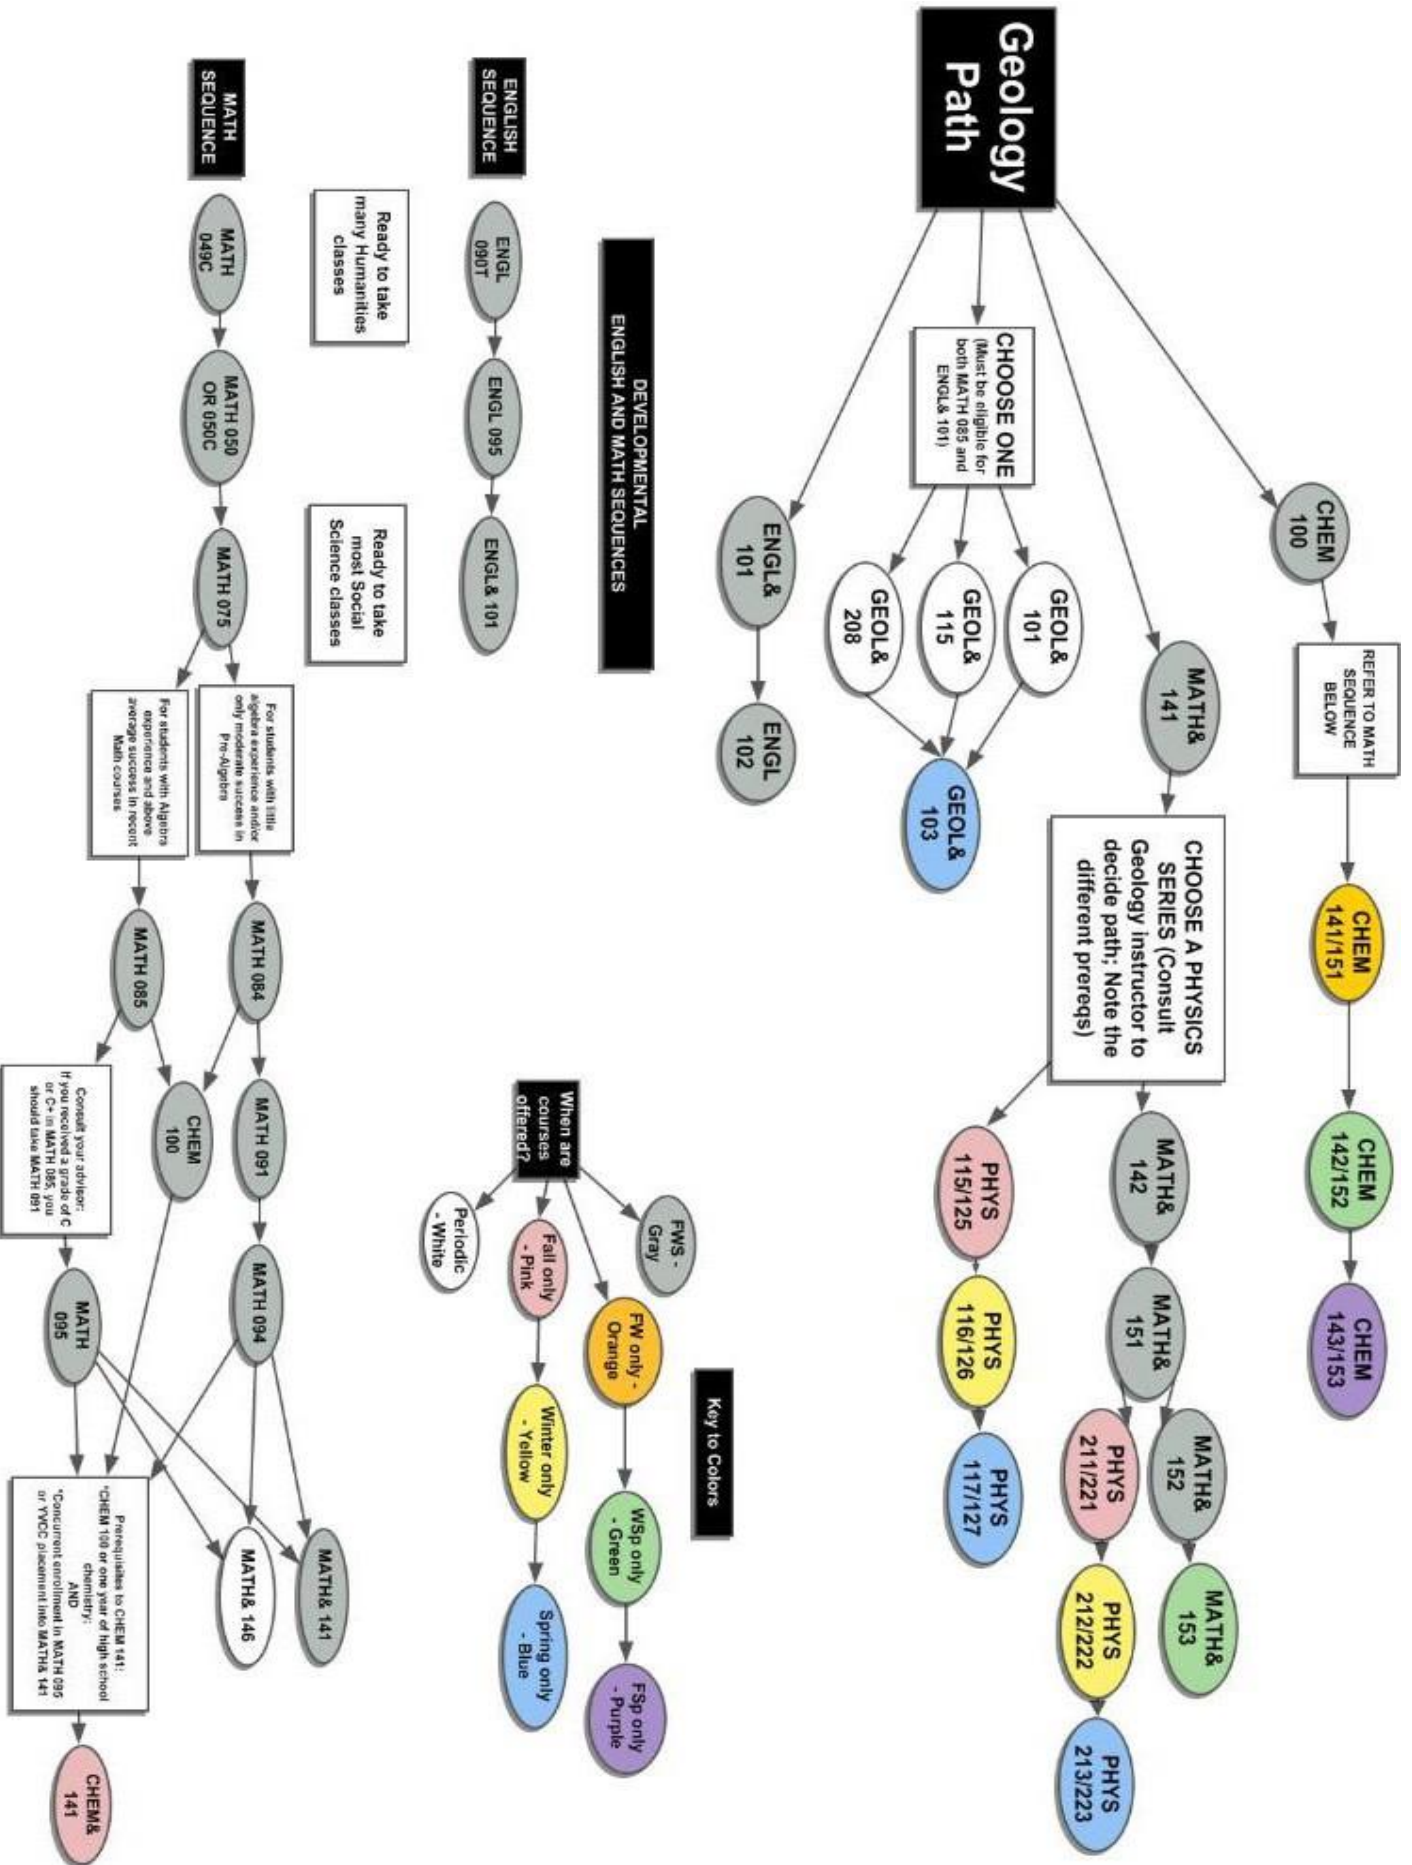 Geology
Path
CHEM
100
REFER TO MATH
SEQUENCE
BELOW
CHEM
141/151
CHEM
142/152
CHEM
143/153
MATH&
141
CHOOSE A PHYSICS
SERIES (Consult
Geology instructor to
decide path; Note the
different prereqs)
MATH&
142
MATH&
151
MATH&
152
MATH&
153
PHYS
211/221
PHYS
212/222
PHYS
213/223
PHYS
115/125
PHYS
116/126
PHYS
117/127
CHOOSE ONE
(Must be eligible for
both MATH 085 and
ENGL& 101)
GEOL&
101
GEOL&
115
GEOL&
208
GEOL&
103
ENGL&
101
ENGL
102
Key to Colors
When are
courses
offered?
FWS -
Gray
FW only -
Orange
WSp only
- Green
FSp only
- Purple
Fall only
- Pink
Winter only
- Yellow
Spring only
- Blue
Periodic
- White
DEVELOPMENTAL
ENGLISH AND MATH SEQUENCES
ENGLISH
SEQUENCE
ENGL
090T
ENGL 095
ENGL& 101
Ready to take
many Humanities
classes
Ready to take
most Social
Science classes
MATH
SEQUENCE
MATH
049C
MATH 050
OR 050C
MATH 075
For students with little
algebra experience and/or
only moderate success in
Pre-Algebra
MATH 084
MATH 091
MATH 094
MATH& 141
MATH& 146
For students with Algebra
experience and above
average success in recent
Math courses
MATH 085
CHEM
100
Consult your advisor:
If you received a grade of C
or C+ in MATH 085, you
should take MATH 091
MATH
095
Prerequisites to CHEM 141:
*CHEM 100 or one year of high school
chemistry;
AND
*Concurrent enrollment in MATH 095
or YVCC placement into MATH& 141
CHEM&
141